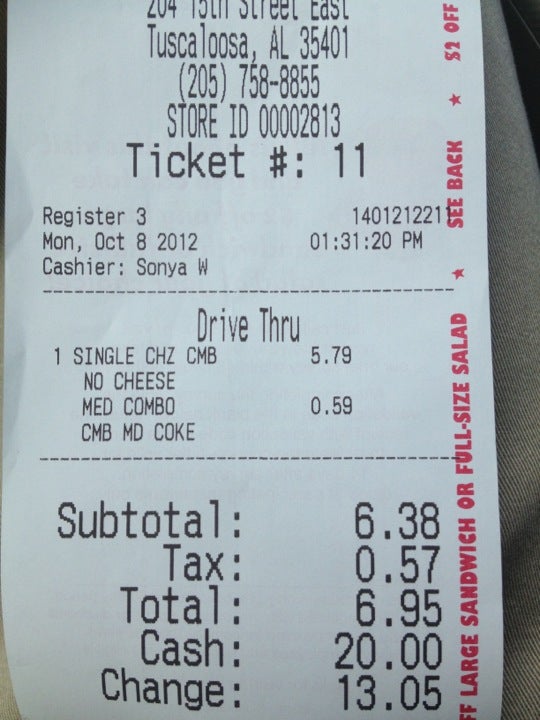 204 15th Street East
Tuscaloosa, AL 35401
(205) 758-8855
STORE ID 00002813
Ticket #: 11
Register 3 1401212211
Mon, Oct 8 2012 01:31:20 PM
Cashier: Sonya W
Drive Thru
1 SINGLE CHZ CMB 5.79
NO CHEESE
MED COMBO 0.59
CMB MD COKE
Subtotal: 6.38
Tax: 0.57
Total: 6.95
Cash: 20.00
Change: 13.05
FF LARGE SANDWICH OR FULL-SIZE SALAD ★ SEE BACK ★ $2 OFF